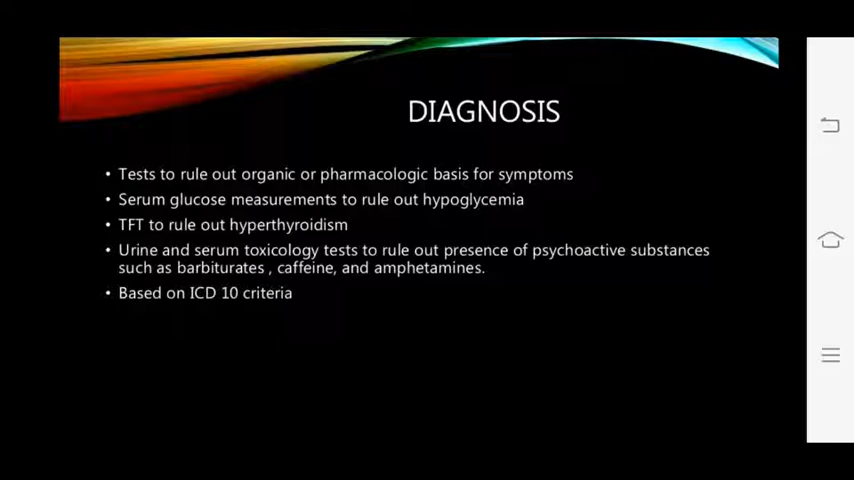 DIAGNOSIS
• Tests to rule out organic or pharmacologic basis for symptoms
• Serum glucose measurements to rule out hypoglycemia
• TFT to rule out hyperthyroidism
• Urine and serum toxicology tests to rule out presence of psychoactive substances
such as barbiturates , caffeine, and amphetamines.
• Based on ICD 10 criteria